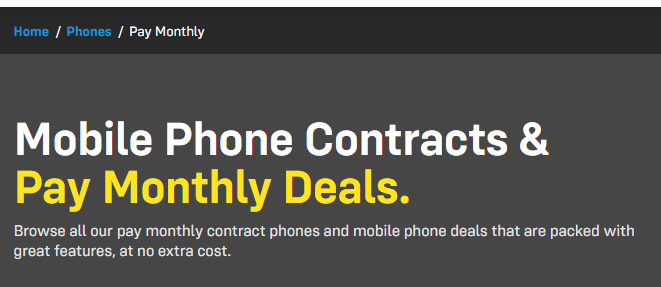 Home / Phones / Pay Monthly
Mobile Phone Contracts &
Pay Monthly Deals.
Browse all our pay monthly contract phones and mobile phone deals that are packed with
great features, at no extra cost.